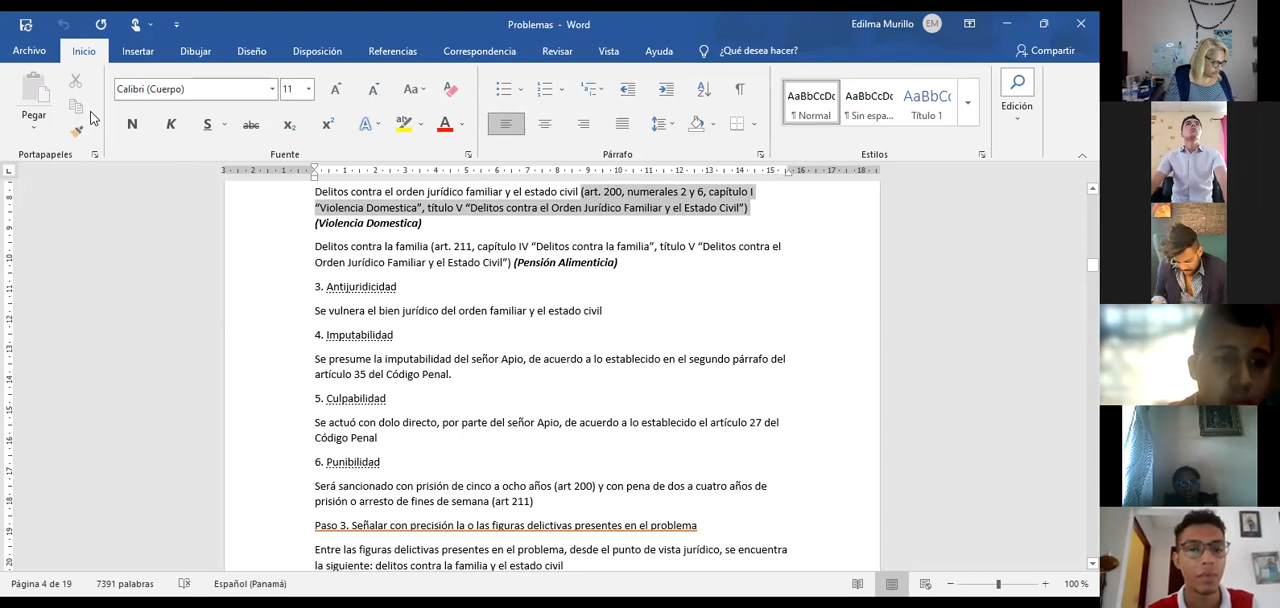 Problemas - Word
Edilma Murillo
EM
Archivo
Inicio
Insertar
Dibujar
Diseño
Disposición
Referencias
Correspondencia
Revisar
Vista
Ayuda
¿Qué desea hacer?
Compartir
Pegar
Calibri (Cuerpo)
11
Aa
N
K
S
abc
x₂
x²
AaBbCcDc
AaBbCcDc
AaBbCc
¶ Normal
¶ Sin espa...
Título 1
Edición
Portapapeles
Fuente
Párrafo
Estilos
Delitos contra el orden jurídico familiar y el estado civil (art. 200, numerales 2 y 6, capítulo I
“Violencia Domestica”, título V “Delitos contra el Orden Jurídico Familiar y el Estado Civil”)
(Violencia Domestica)
Delitos contra la familia (art. 211, capítulo IV “Delitos contra la familia”, título V “Delitos contra el
Orden Jurídico Familiar y el Estado Civil”) (Pensión Alimenticia)
3. Antijuridicidad
Se vulnera el bien jurídico del orden familiar y el estado civil
4. Imputabilidad
Se presume la imputabilidad del señor Apio, de acuerdo a lo establecido en el segundo párrafo del
artículo 35 del Código Penal.
5. Culpabilidad
Se actuó con dolo directo, por parte del señor Apio, de acuerdo a lo establecido el artículo 27 del
Código Penal
6. Punibilidad
Será sancionado con prisión de cinco a ocho años (art 200) y con pena de dos a cuatro años de
prisión o arresto de fines de semana (art 211)
Paso 3. Señalar con precisión la o las figuras delictivas presentes en el problema
Entre las figuras delictivas presentes en el problema, desde el punto de vista jurídico, se encuentra
la siguiente: delitos contra la familia y el estado civil
Página 4 de 19
7391 palabras
Español (Panamá)
100 %